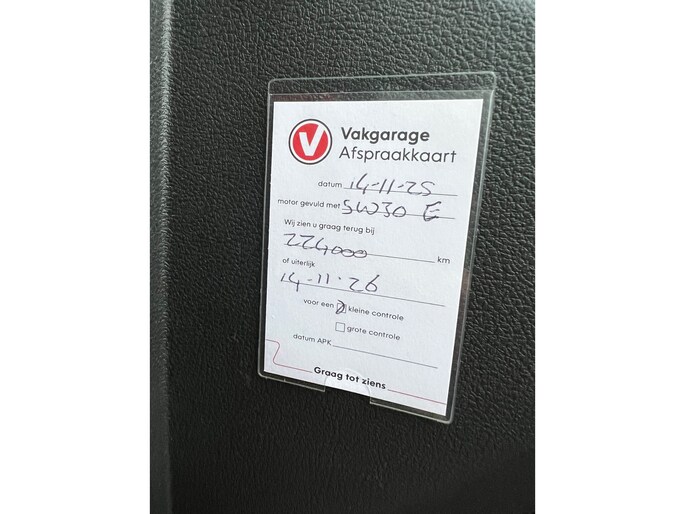 V
Vakgarage
Afspraakkaart
datum 14-11-25
motor gevuld met 5W30 E
Wij zien u graag terug bij
224000 km
of uiterlijk
14-11-26
voor een kleine controle
grote controle
datum APK
Graag tot ziens